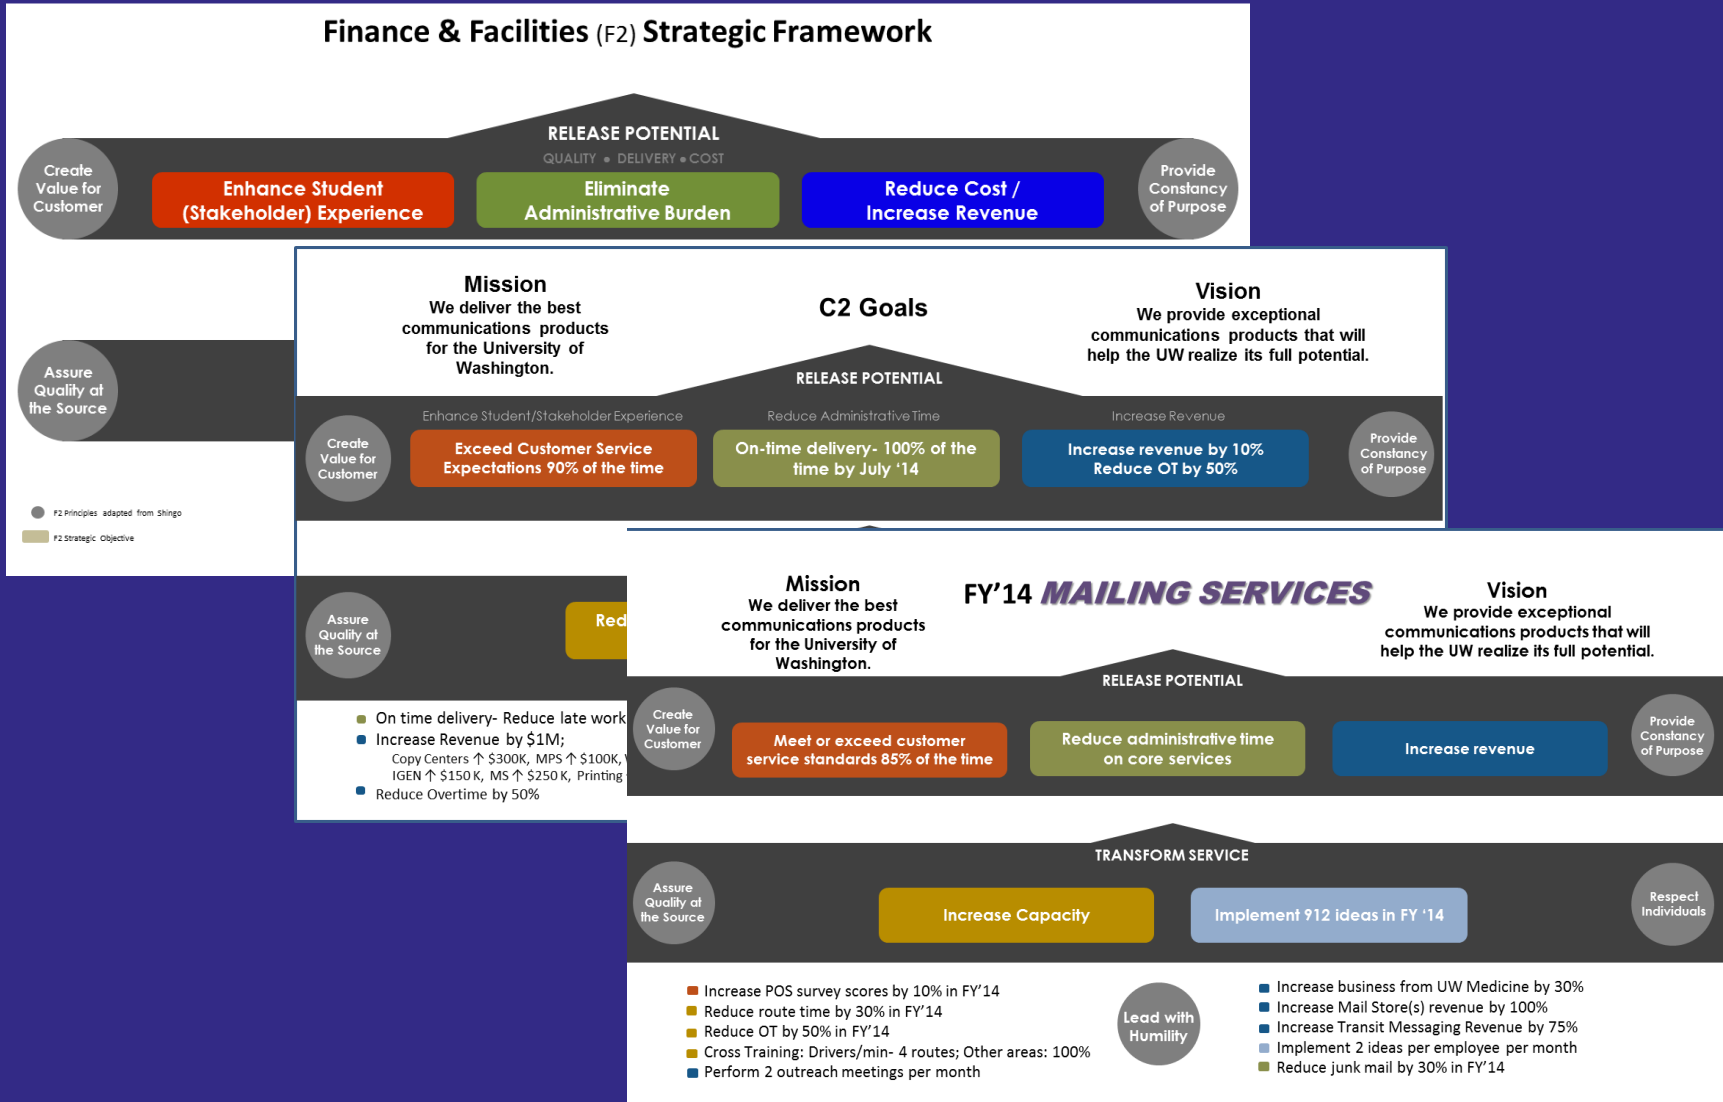 Finance & Facilities (F2) Strategic Framework
RELEASE POTENTIAL
QUALITY • DELIVERY • COST
Create
Value for
Customer
Enhance Student
(Stakeholder) Experience
Eliminate
Administrative Burden
Reduce Cost /
Increase Revenue
Provide
Constancy
of Purpose
Assure
Quality at
the Source
F2 Principles adapted from Shingo
F2 Strategic Objective
Mission
We deliver the best
communications products
for the University of
Washington.
C2 Goals
Vision
We provide exceptional
communications products that will
help the UW realize its full potential.
RELEASE POTENTIAL
Create
Value for
Customer
Enhance Student/Stakeholder Experience
Exceed Customer Service
Expectations 90% of the time
Reduce Administrative Time
On-time delivery- 100% of the
time by July ‘14
Increase Revenue
Increase revenue by 10%
Reduce OT by 50%
Provide
Constancy
of Purpose
Assure
Quality at
the Source
Red
On time delivery- Reduce late work
Increase Revenue by $1M;
Copy Centers ↑ $300K, MPS ↑ $100K,
IGEN ↑ $150 K, MS ↑ $250 K, Printing
Reduce Overtime by 50%
Mission
We deliver the best
communications products
for the University of
Washington.
FY’14 MAILING SERVICES
Vision
We provide exceptional
communications products that will
help the UW realize its full potential.
RELEASE POTENTIAL
Create
Value for
Customer
Meet or exceed customer
service standards 85% of the time
Reduce administrative time
on core services
Increase revenue
Provide
Constancy
of Purpose
TRANSFORM SERVICE
Assure
Quality at
the Source
Increase Capacity
Implement 912 ideas in FY ‘14
Respect
Individuals
Increase POS survey scores by 10% in FY’14
Reduce route time by 30% in FY’14
Reduce OT by 50% in FY’14
Cross Training: Drivers/min- 4 routes; Other areas: 100%
Perform 2 outreach meetings per month
Lead with
Humility
Increase business from UW Medicine by 30%
Increase Mail Store(s) revenue by 100%
Increase Transit Messaging Revenue by 75%
Implement 2 ideas per employee per month
Reduce junk mail by 30% in FY’14